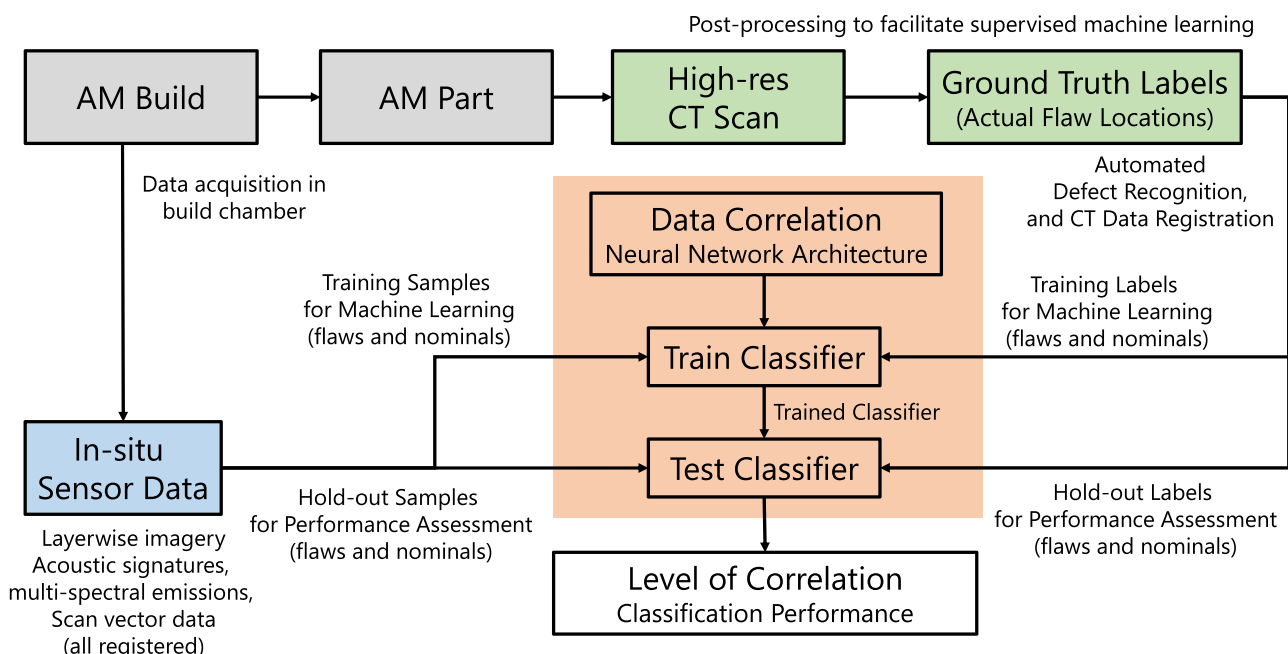 Post-processing to facilitate supervised machine learning
AM Build
AM Part
High-res
CT Scan
Ground Truth Labels
(Actual Flaw Locations)
Data acquisition in
build chamber
Automated
Defect Recognition,
and CT Data Registration
Data Correlation
Neural Network Architecture
Training Samples
for Machine Learning
(flaws and nominals)
Training Labels
for Machine Learning
(flaws and nominals)
Train Classifier
Trained Classifier
In-situ
Sensor Data
Test Classifier
Hold-out Samples
for Performance Assessment
(flaws and nominals)
Hold-out Labels
for Performance Assessment
(flaws and nominals)
Layerwise imagery
Acoustic signatures,
multi-spectral emissions,
Scan vector data
(all registered)
Level of Correlation
Classification Performance